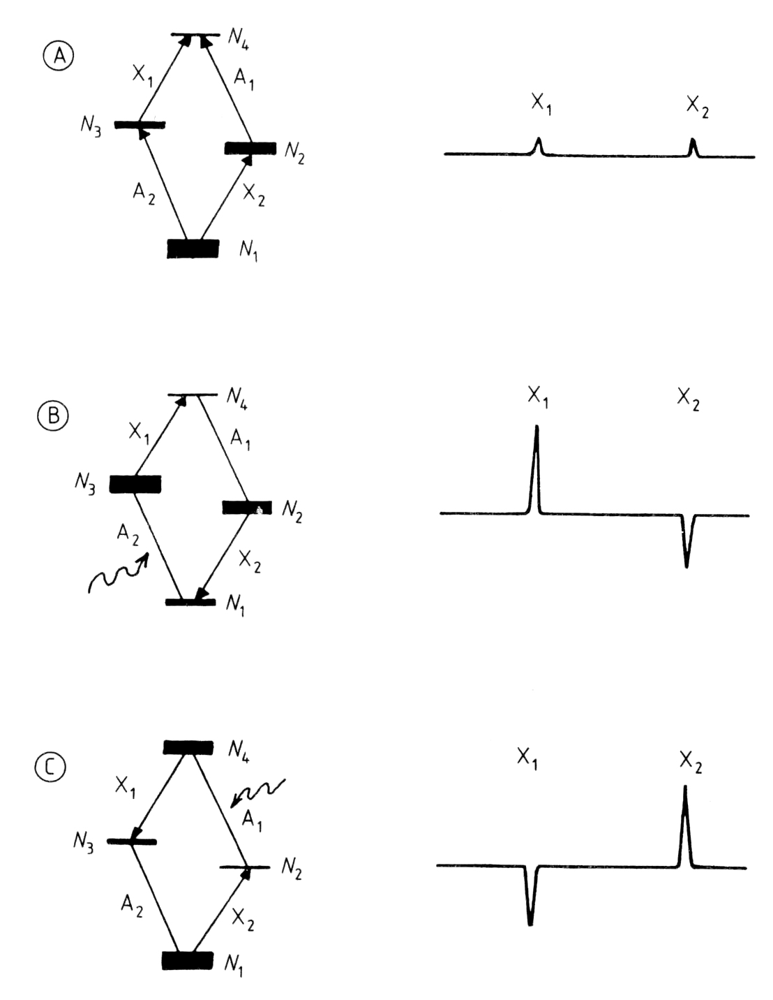 A
N₄
X₁
A₁
N₃
N₂
A₂
X₂
N₁
X₁
X₂
B
N₄
X₁
A₁
N₃
N₂
A₂
X₂
N₁
X₁
X₂
C
N₄
X₁
A₁
N₃
N₂
A₂
X₂
N₁
X₁
X₂